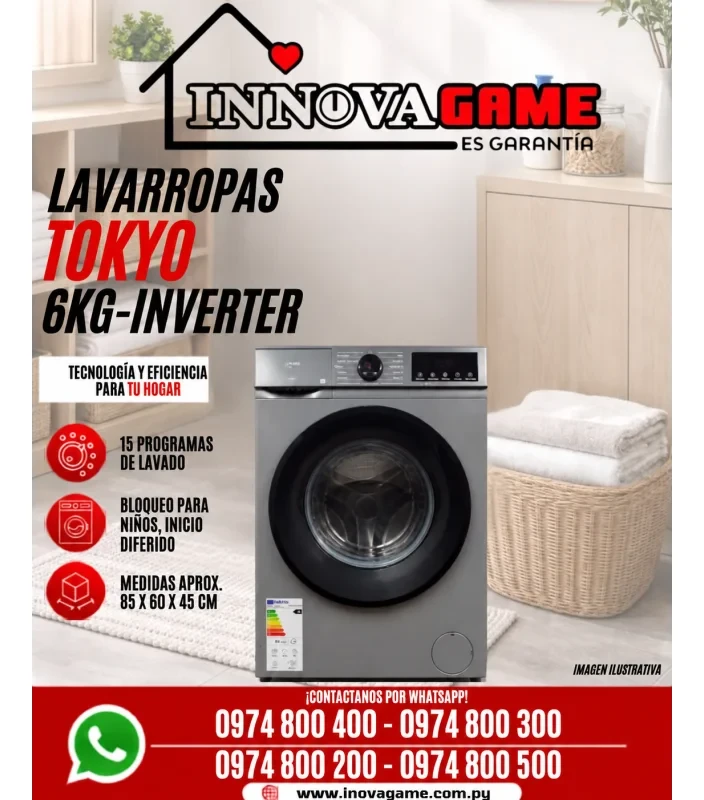 INNOVAGAME
ES GARANTÍA
LAVARROPAS
TOKYO
6KG-INVERTER
TECNOLOGÍA Y EFICIENCIA
PARA TU HOGAR
15 PROGRAMAS
DE LAVADO
BLOQUEO PARA
NIÑOS, INICIO
DIFERIDO
MEDIDAS APROX.
85 X 60 X 45 CM
IMAGEN ILUSTRATIVA
¡CONTACTANOS POR WHATSAPP!
0974 800 400 - 0974 800 300
0974 800 200 - 0974 800 500
www.inovagame.com.py